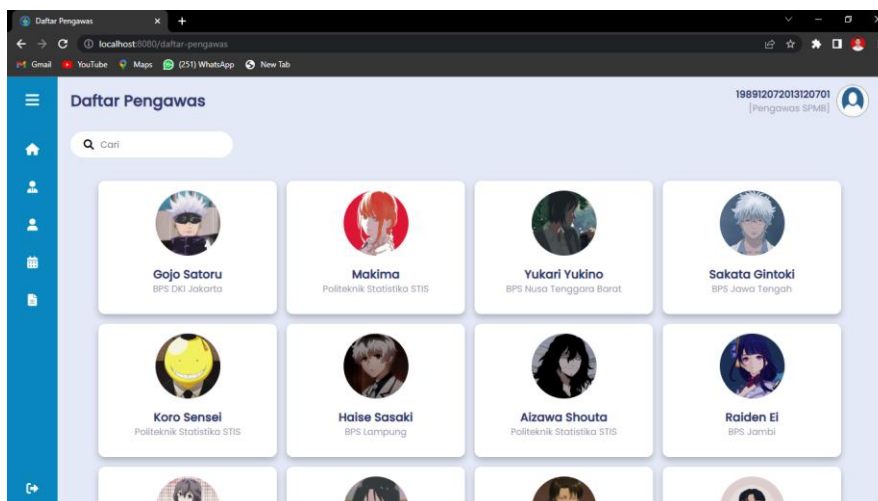 Daftar Pengawas
localhost:8080/daftar-pengawas
Gmail YouTube Maps (251) WhatsApp New Tab
Daftar Pengawas
198912072013120701
[Pengawas SPMB]
Cari
Gojo Satoru
BPS DKI Jakarta
Makima
Politeknik Statistika STIS
Yukari Yukino
BPS Nusa Tenggara Barat
Sakata Gintoki
BPS Jawa Tengah
Koro Sensei
Politeknik Statistika STIS
Haise Sasaki
BPS Lampung
Aizawa Shouta
Politeknik Statistika STIS
Raiden Ei
BPS Jambi